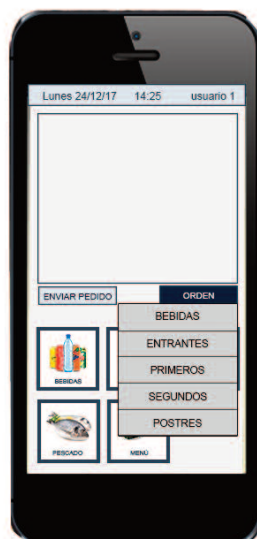 Lunes 24/12/17 14:25 usuario 1
ENVIAR PEDIDO ORDEN
BEBIDAS
ENTRANTES
PRIMEROS
SEGUNDOS
POSTRES
BEBIDAS
PESCADO MENÚ